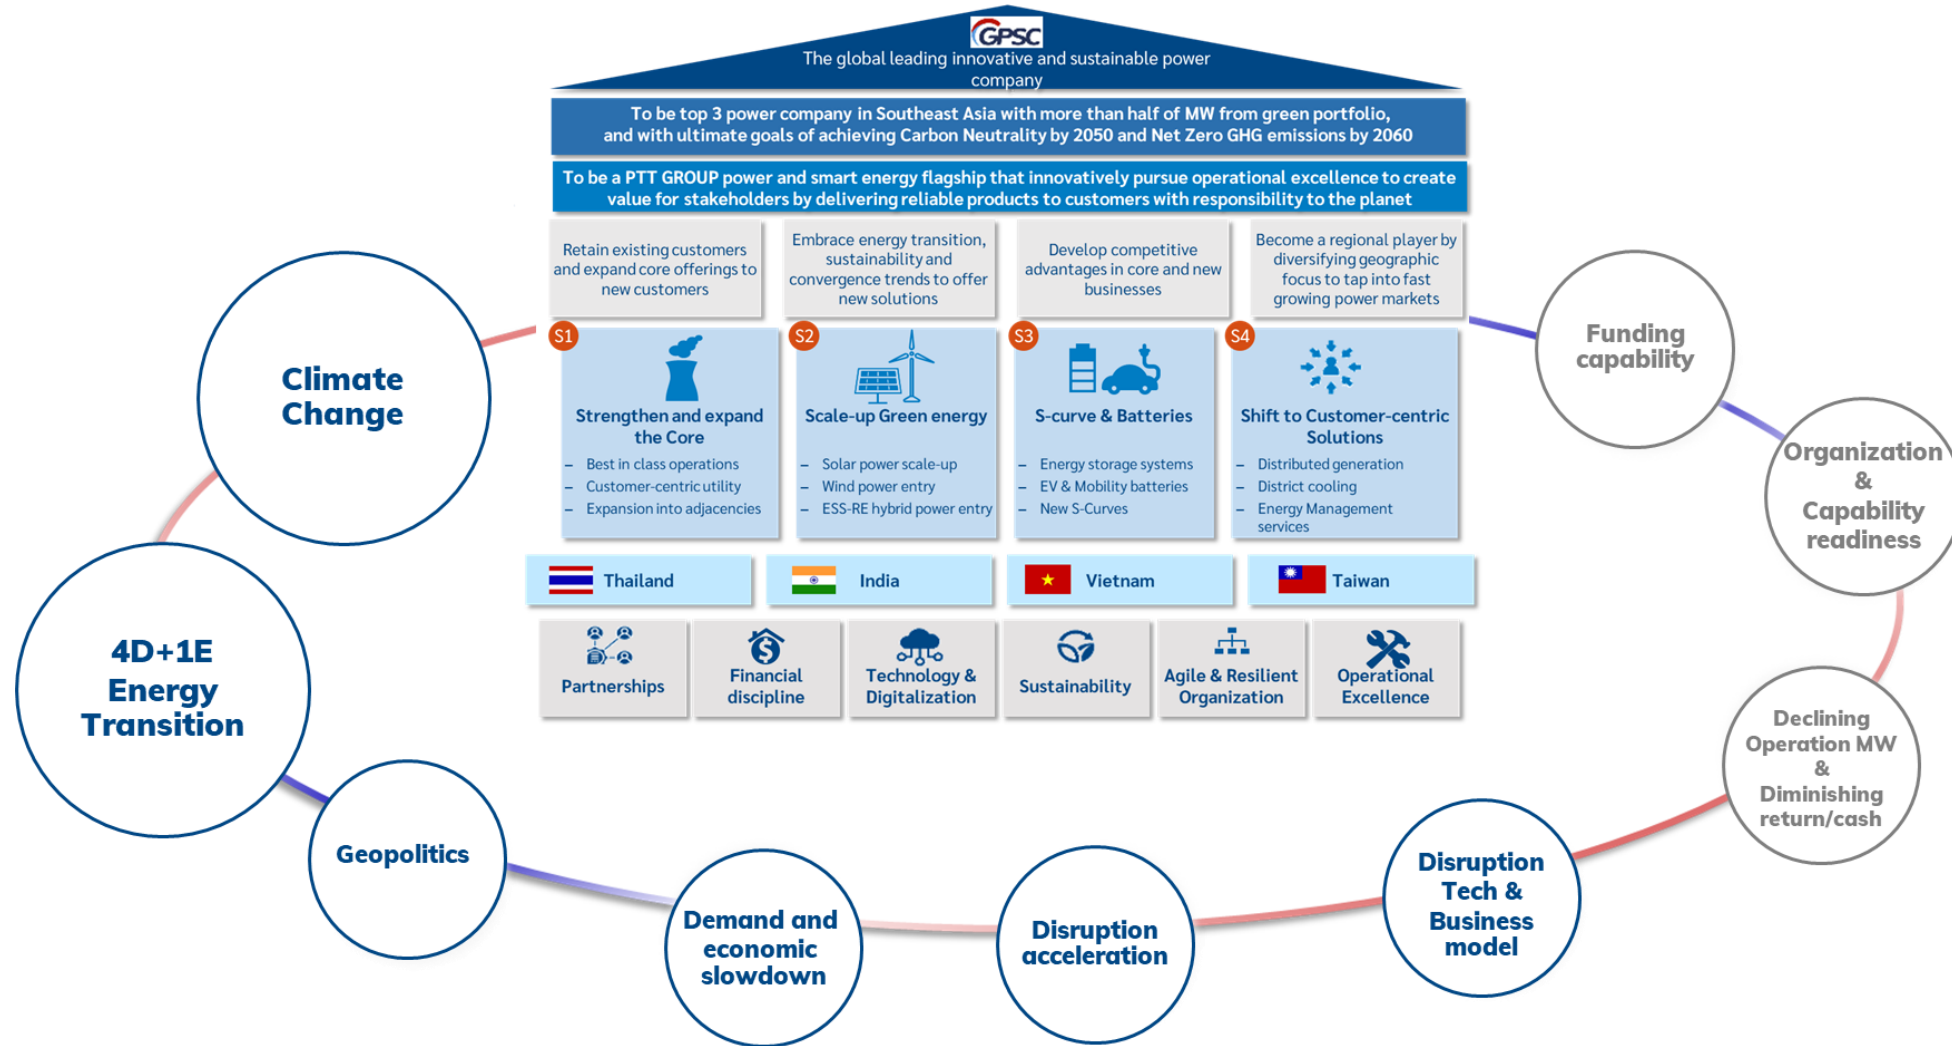 GPSC
The global leading innovative and sustainable power
company
To be top 3 power company in Southeast Asia with more than half of MW from green portfolio,
and with ultimate goals of achieving Carbon Neutrality by 2050 and Net Zero GHG emissions by 2060
To be a PTT GROUP power and smart energy flagship that innovatively pursue operational excellence to create
value for stakeholders by delivering reliable products to customers with responsibility to the planet
Retain existing customers
and expand core offerings to
new customers
Embrace energy transition,
sustainability and
convergence trends to offer
new solutions
Develop competitive
advantages in core and new
businesses
Become a regional player by
diversifying geographic
focus to tap into fast
growing power markets
S1
Strengthen and expand
the Core
– Best in class operations
– Customer-centric utility
– Expansion into adjacencies
S2
Scale-up Green energy
– Solar power scale-up
– Wind power entry
– ESS-RE hybrid power entry
S3
S-curve & Batteries
– Energy storage systems
– EV & Mobility batteries
– New S-Curves
S4
Shift to Customer-centric
Solutions
– Distributed generation
– District cooling
– Energy Management
services
Thailand
India
Vietnam
Taiwan
Partnerships
Financial
discipline
Technology &
Digitalization
Sustainability
Agile & Resilient
Organization
Operational
Excellence
Climate
Change
4D+1E
Energy
Transition
Geopolitics
Demand and
economic
slowdown
Disruption
acceleration
Disruption
Tech &
Business
model
Declining
Operation MW
&
Diminishing
return/cash
Organization
&
Capability
readiness
Funding
capability